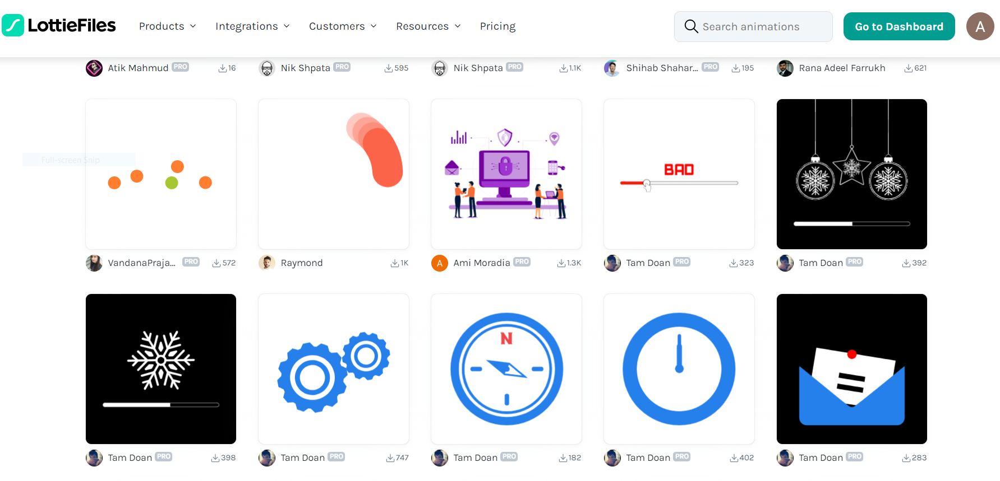 LottieFiles Products Integrations Customers Resources Pricing Search animations Go to Dashboard A
Atik Mahmud PRO 16 Nik Shpata PRO 595 Nik Shpata PRO 1.1K Shihab Shahar... PRO 195 Rana Adeel Farrukh 621
Full-screen Snip
BAD
VandanaPraja... PRO 572 Raymond 1K A Ami Moradia PRO 1.3K Tam Doan PRO 323 Tam Doan PRO 392
N
Tam Doan PRO 398 Tam Doan PRO 747 Tam Doan PRO 182 Tam Doan PRO 402 Tam Doan PRO 283